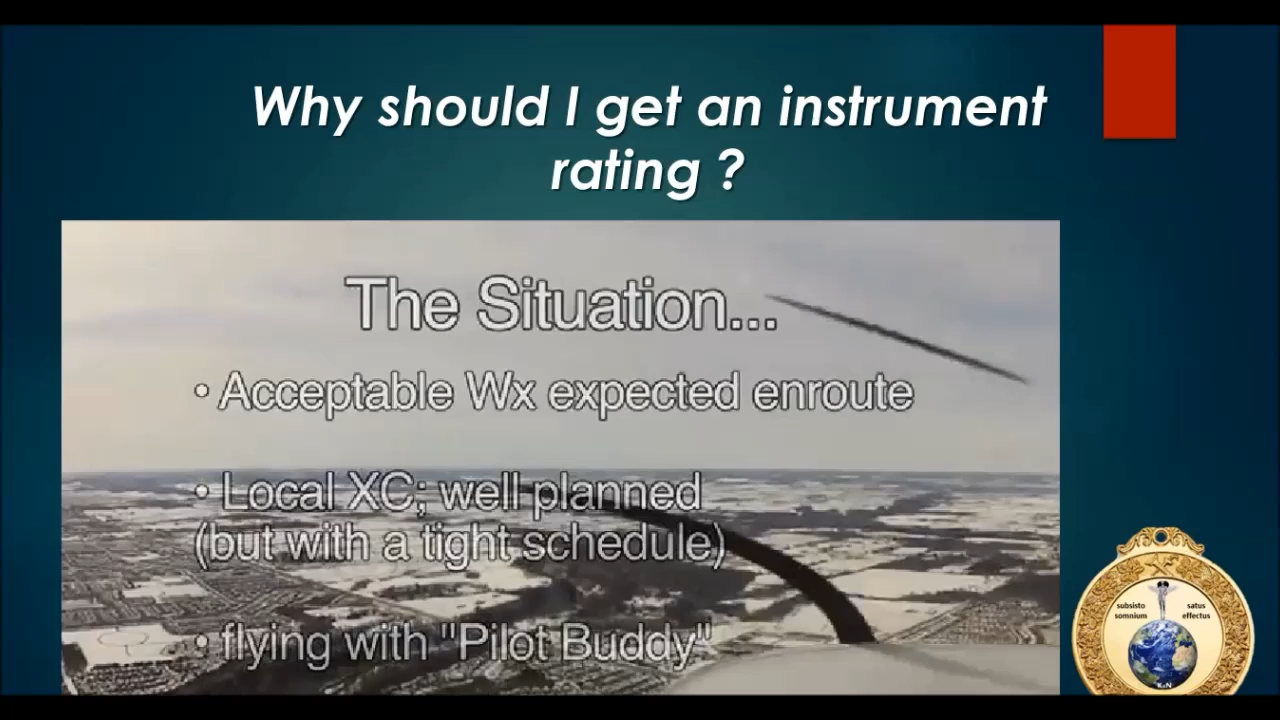 Why should I get an instrument
rating ?
The Situation...
• Acceptable Wx expected enroute
• Local XC; well planned
(but with a tight schedule)
• flying with "Pilot Buddy"
subsisto
somnium
satus
effectus